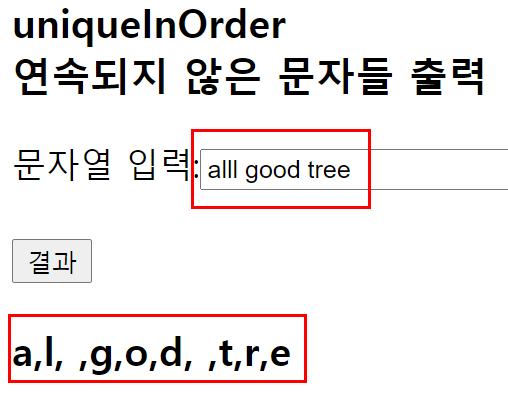 uniqueInOrder
연속되지 않은 문자들 출력
문자열 입력: alll good tree
결과
a,l, ,g,o,d, ,t,r,e